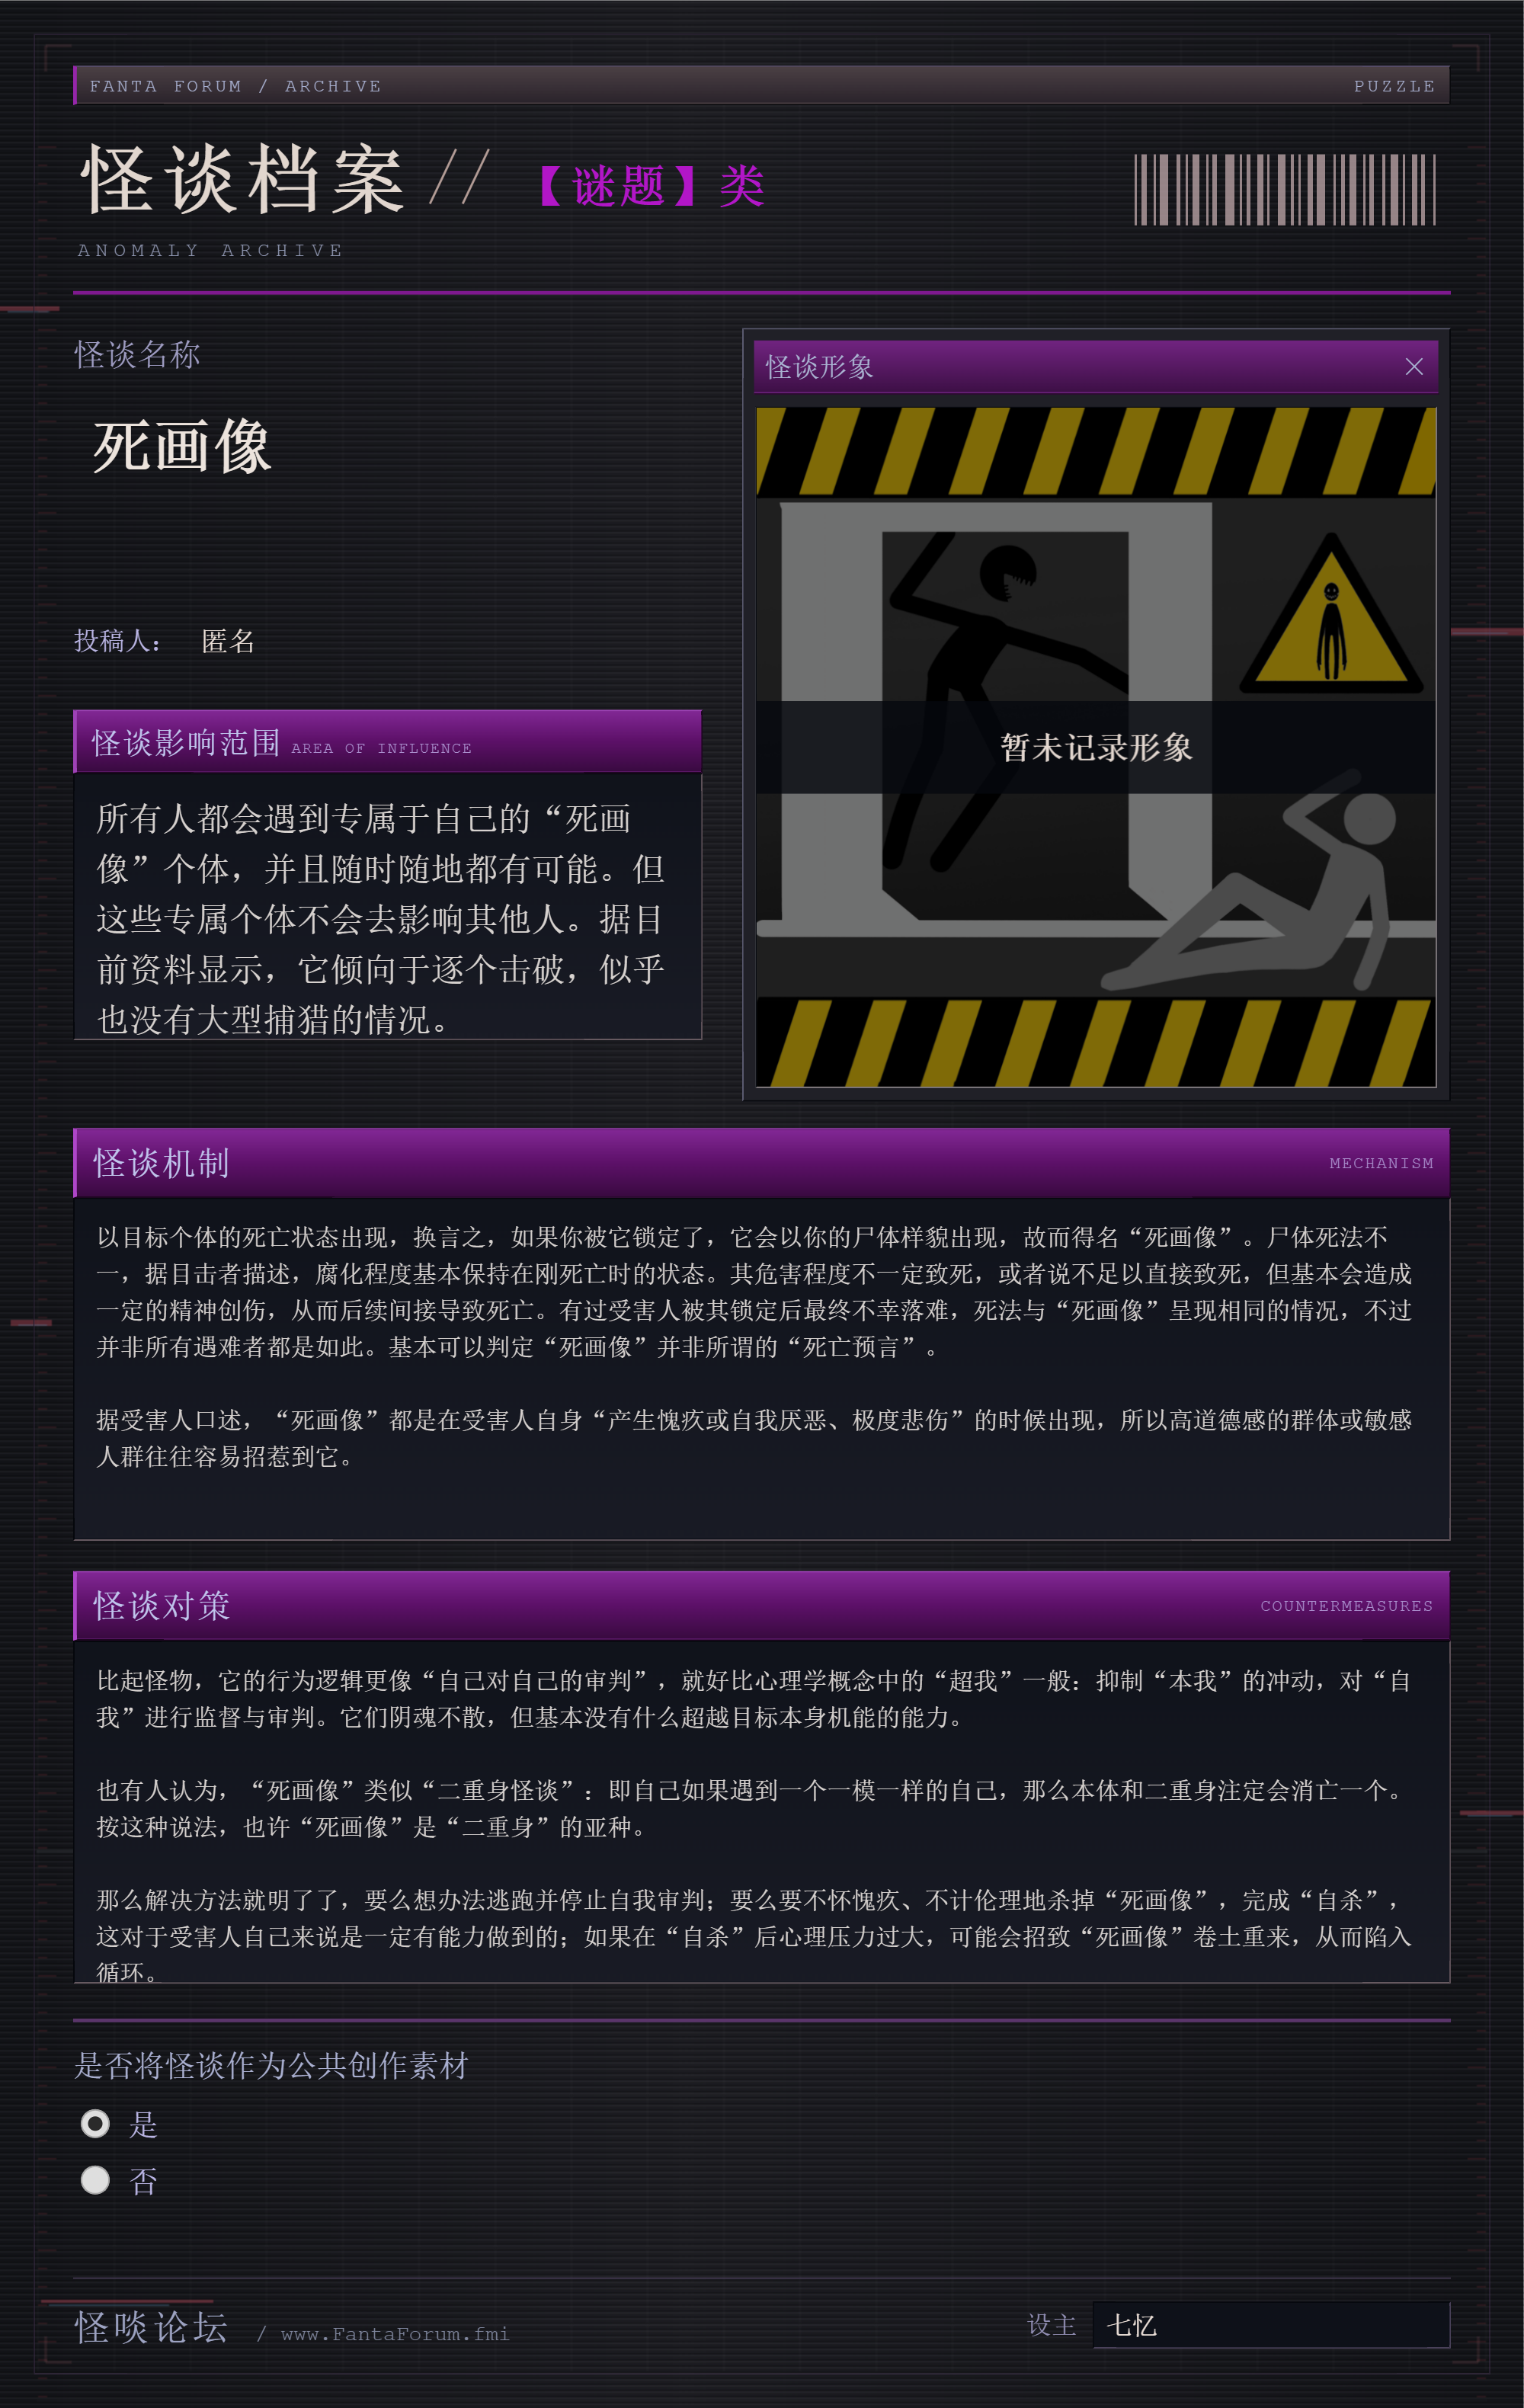 FANTA FORUM / ARCHIVE
PUZZLE
怪谈档案 // 【谜题】类
ANOMALY ARCHIVE
怪谈名称
死画像
投稿人： 匿名
怪谈影响范围 AREA OF INFLUENCE
所有人都会遇到专属于自己的“死画
像”个体，并且随时随地都有可能。但
这些专属个体不会去影响其他人。据目
前资料显示，它倾向于逐个击破，似乎
也没有大型捕猎的情况。
怪谈形象
暂未记录形象
怪谈机制 MECHANISM
以目标个体的死亡状态出现，换言之，如果你被它锁定了，它会以你的尸体样貌出现，故而得名“死画像”。尸体死法不
一，据目击者描述，腐化程度基本保持在刚死亡时的状态。其危害程度不一定致死，或者说不足以直接致死，但基本会造成
一定的精神创伤，从而后续间接导致死亡。有过受害人被其锁定后最终不幸落难，死法与“死画像”呈现相同的情况，不过
并非所有遇难者都是如此。基本可以判定“死画像”并非所谓的“死亡预言”。
据受害人口述，“死画像”都是在受害人自身“产生愧疚或自我厌恶、极度悲伤”的时候出现，所以高道德感的群体或敏感
人群往往容易招惹到它。
怪谈对策 COUNTERMEASURES
比起怪物，它的行为逻辑更像“自己对自己的审判”，就好比心理学概念中的“超我”一般：抑制“本我”的冲动，对“自
我”进行监督与审判。它们阴魂不散，但基本没有什么超越目标本身机能的能力。
也有人认为，“死画像”类似“二重身怪谈”：即自己如果遇到一个一模一样的自己，那么本体和二重身注定会消亡一个。
按这种说法，也许“死画像”是“二重身”的亚种。
那么解决方法就明了了，要么想办法逃跑并停止自我审判；要么要不怀愧疚、不计伦理地杀掉“死画像”，完成“自杀”，
这对于受害人自己来说是一定有能力做到的；如果在“自杀”后心理压力过大，可能会招致“死画像”卷土重来，从而陷入
循环。
是否将怪谈作为公共创作素材
是
否
怪啖论坛 / www.FantaForum.fmi
设主 七忆